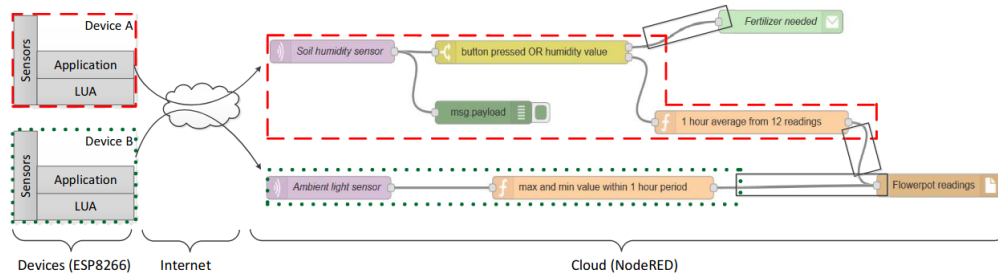 Device A
Sensors
Application
LUA
Device B
Sensors
Application
LUA
Soil humidity sensor
button pressed OR humidity value
Fertilizer needed
msg.payload
1 hour average from 12 readings
Ambient light sensor
max and min value within 1 hour period
Flowerpot readings
Devices (ESP8266)
Internet
Cloud (NodeRED)